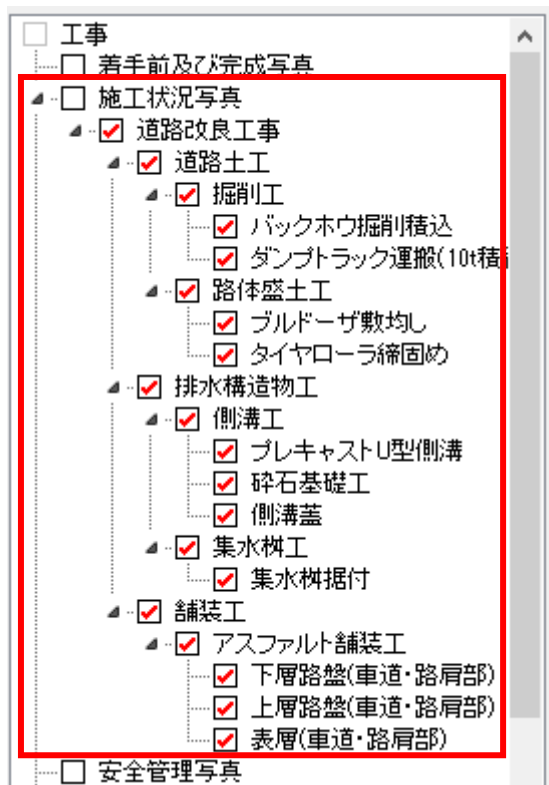 工事
着手前及び完成写真
施工状況写真
道路改良工事
道路土工
掘削工
バックホウ掘削積込
ダンプトラック運搬(10t積
路体盛土工
ブルドーザ敷均し
タイヤローラ締固め
排水構造物工
側溝工
プレキャストU型側溝
砕石基礎工
側溝蓋
集水桝工
集水桝据付
舗装工
アスファルト舗装工
下層路盤(車道・路肩部)
上層路盤(車道・路肩部)
表層(車道・路肩部)
安全管理写真